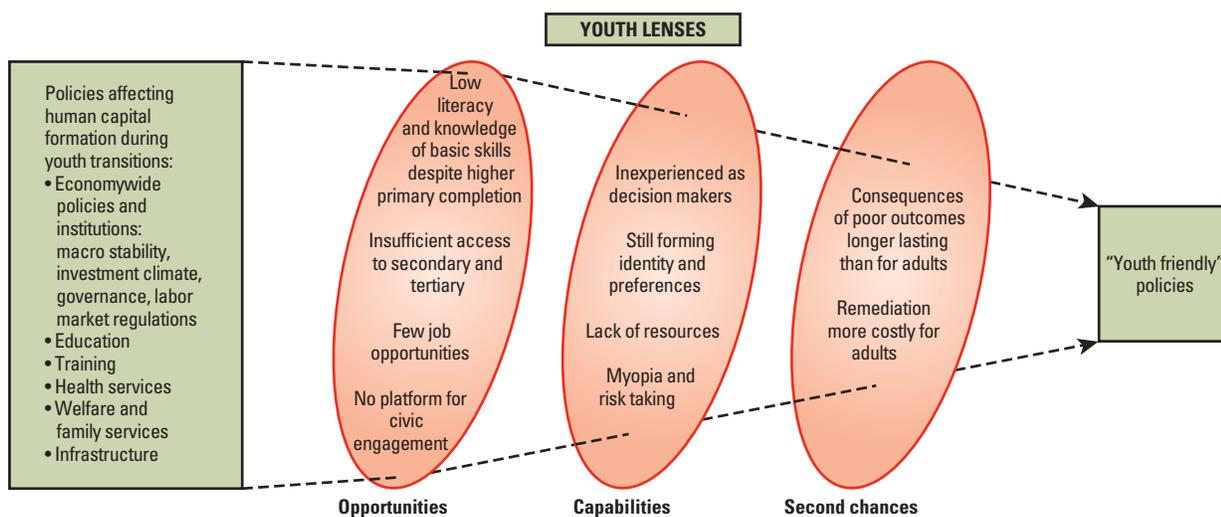 YOUTH LENSES
Policies affecting
human capital
formation during
youth transitions:
• Economywide
policies and
institutions:
macro stability,
investment climate,
governance, labor
market regulations
• Education
• Training
• Health services
• Welfare and
family services
• Infrastructure
Low
literacy
and knowledge
of basic skills
despite higher
primary completion
Insufficient access
to secondary and
tertiary
Few job
opportunities
No platform for
civic
engagement
Opportunities
Inexperienced as
decision makers
Still forming
identity and
preferences
Lack of resources
Myopia and
risk taking
Capabilities
Consequences
of poor outcomes
longer lasting
than for adults
Remediation
more costly for
adults
Second chances
“Youth friendly”
policies